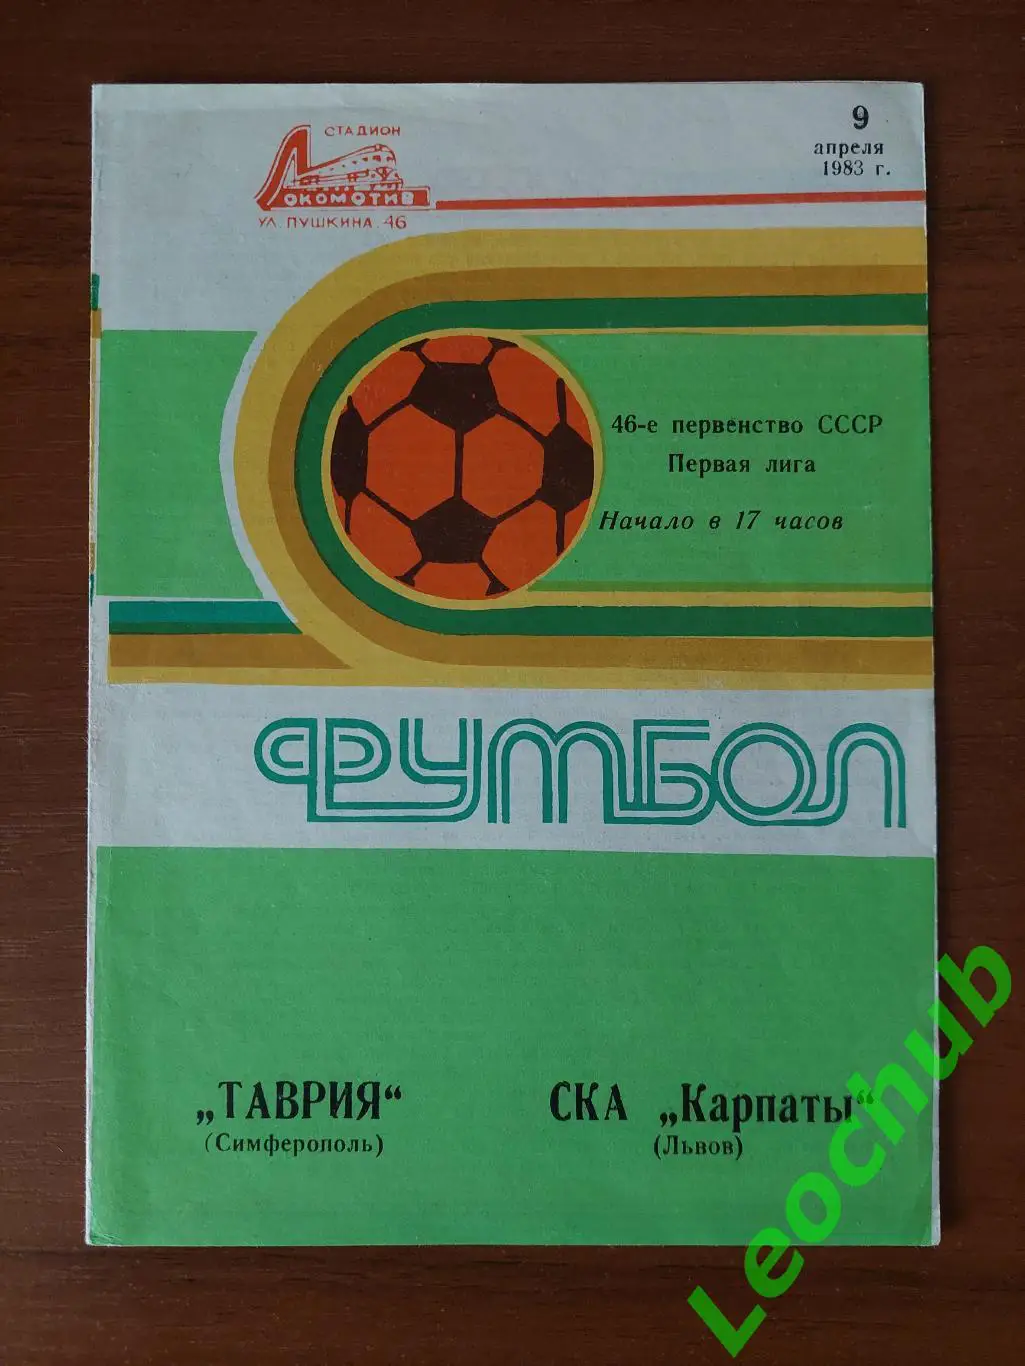 СТАДИОН
ЛОКОМОТИВ
УЛ. ПУШКИНА. 46
9
апреля
1983 г.
46-е первенство СССР
Первая лига
Начало в 17 часов
ФУТБОЛ
„ТАВРИЯ“
(Симферополь)
СКА „Карпаты“
(Львов)
Leochub